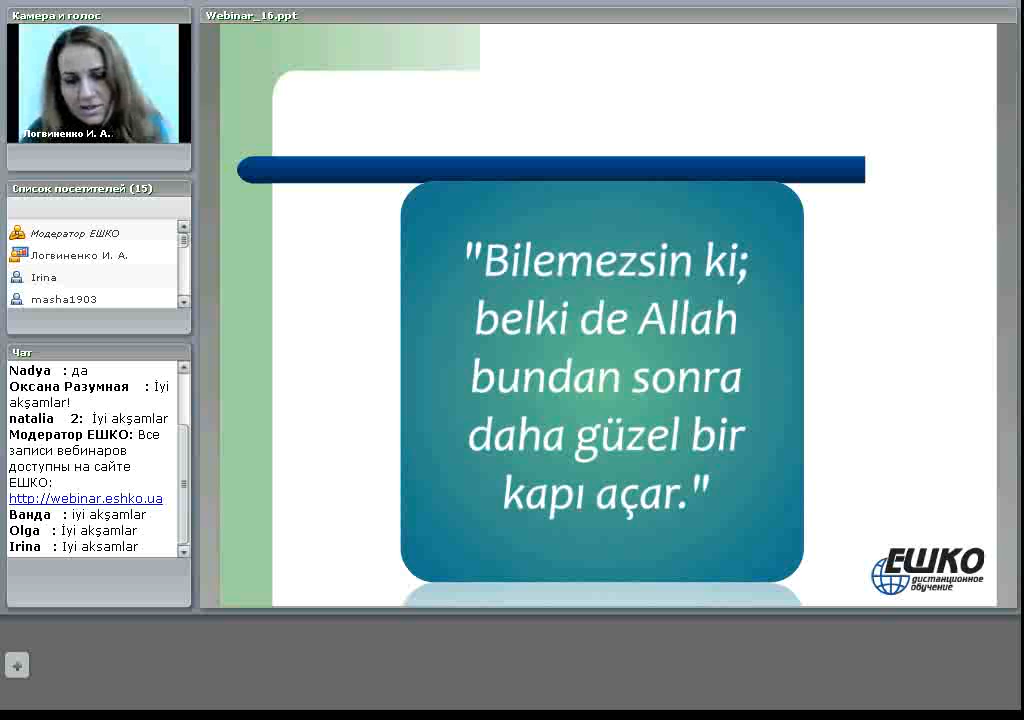 Камера и голос
Логвиненко И. А.
Список посетителей (15)
Модератор ЕШКО
Логвиненко И. А.
Irina
masha1903
Чат
Nadya : да
Оксана Разумная : İyi
akşamlar!
natalia 2: İyi akşamlar
Модератор ЕШКО: Все
записи вебинаров
доступны на сайте
ЕШКО:
http://webinar.eshko.ua
Ванда : iyi akşamlar
Olga : İyi akşamlar
Irina : Iyi aksamlar
Webinar_16.ppt
"Bilemezsin ki;
belki de Allah
bundan sonra
daha güzel bir
kapı açar."
ЕШКО
дистанционное
обучение